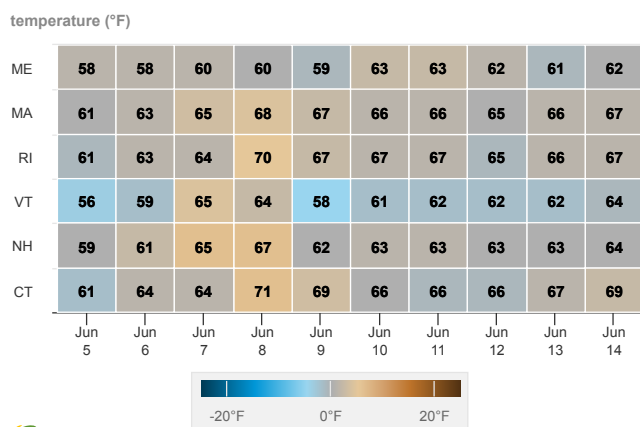 temperature (°F)
ME 58 58 60 60 59 63 63 62 61 62
MA 61 63 65 68 67 66 66 65 66 67
RI 61 63 64 70 67 67 67 65 66 67
VT 56 59 65 64 58 61 62 62 62 64
NH 59 61 65 67 62 63 63 63 63 64
CT 61 64 64 71 69 66 66 66 67 69
Jun Jun Jun Jun Jun Jun Jun Jun Jun Jun
5 6 7 8 9 10 11 12 13 14
-20°F 0°F 20°F